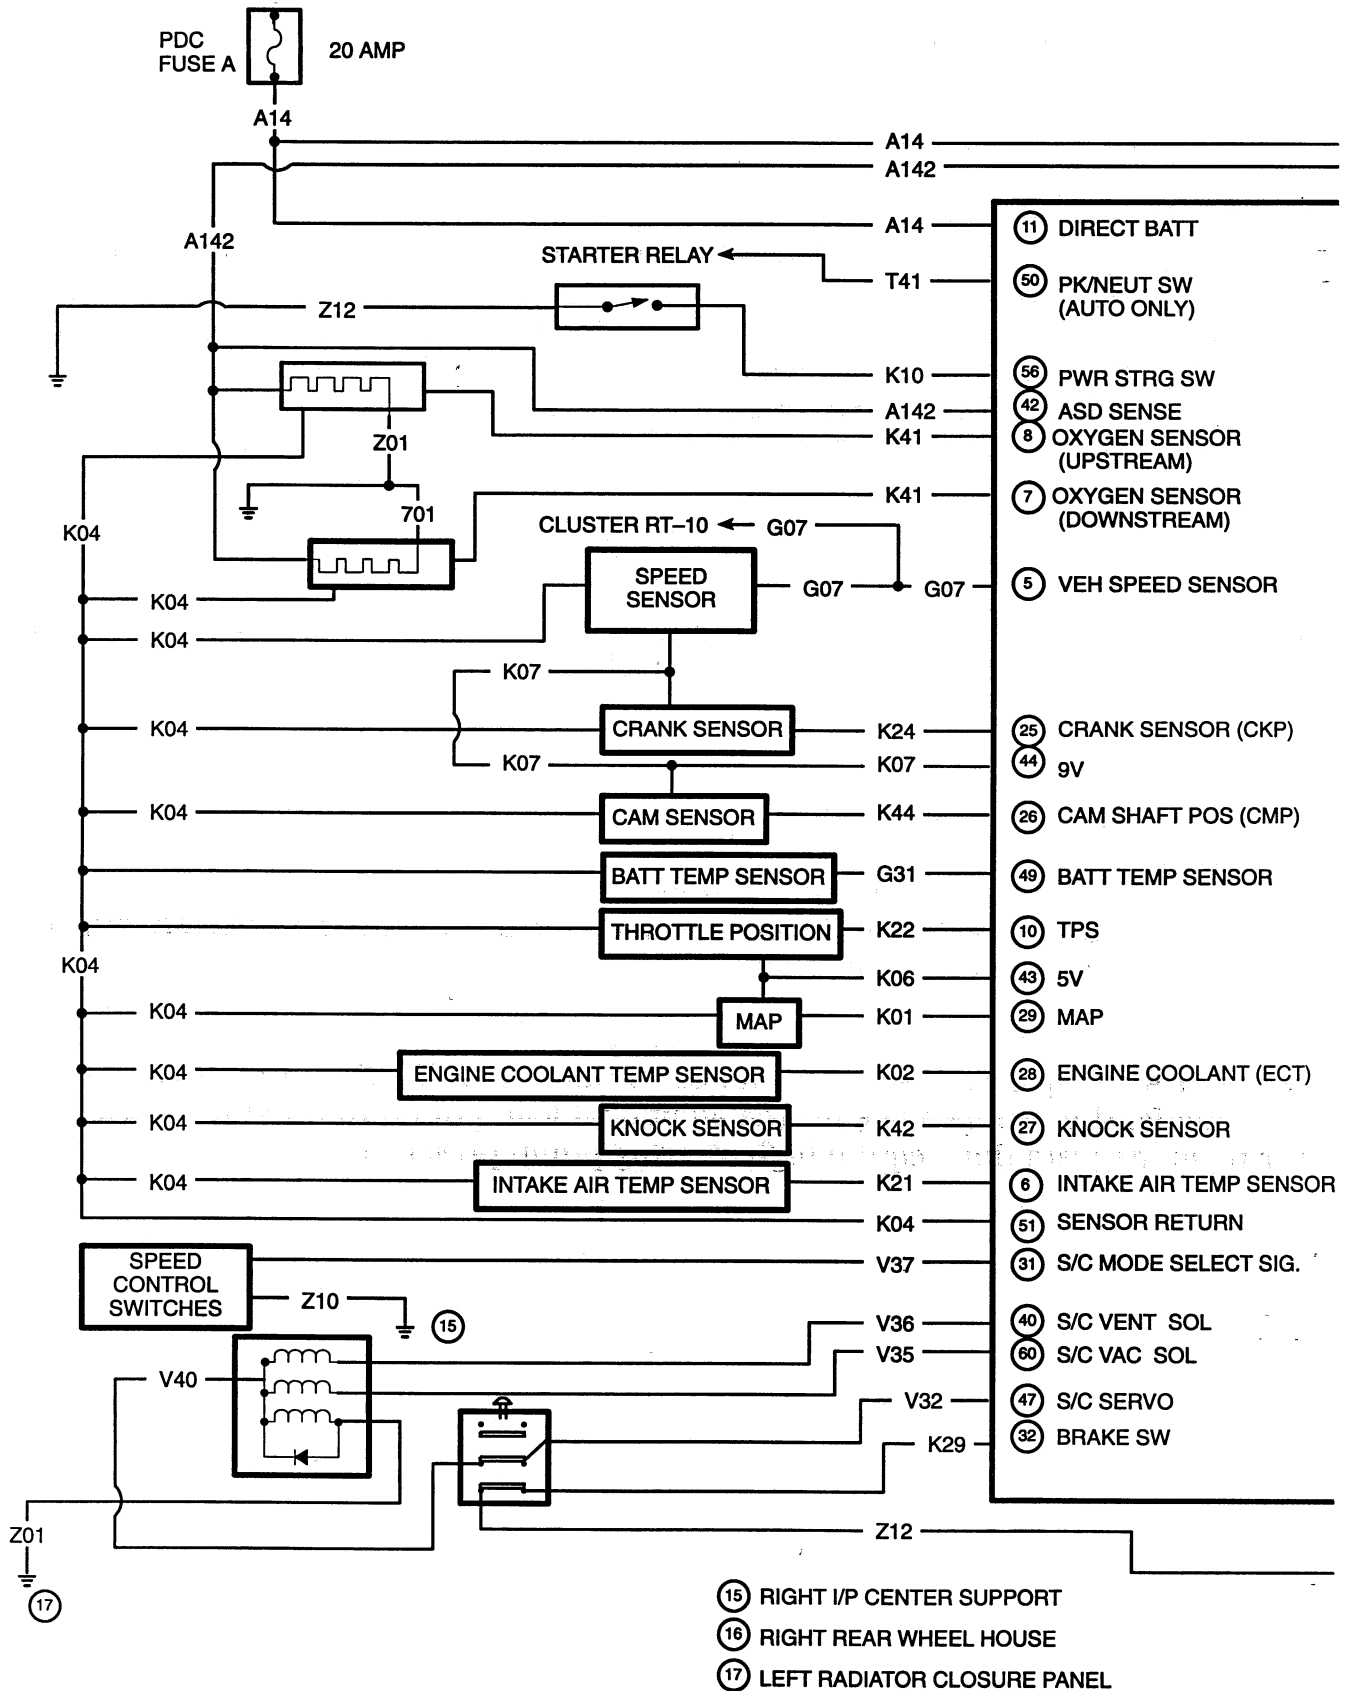 PDC
FUSE A
20 AMP
A14
A14
A142
A14
11 DIRECT BATT
A142
STARTER RELAY
T41
50 PK/NEUT SW
(AUTO ONLY)
Z12
K10
56 PWR STRG SW
A142
42 ASD SENSE
K41
8 OXYGEN SENSOR
(UPSTREAM)
Z01
K41
7 OXYGEN SENSOR
(DOWNSTREAM)
701
K04
CLUSTER RT-10
G07
SPEED
SENSOR
G07
G07
5 VEH SPEED SENSOR
K04
K04
K07
K04
CRANK SENSOR
K24
25 CRANK SENSOR (CKP)
K07
K07
44 9V
K04
CAM SENSOR
K44
26 CAM SHAFT POS (CMP)
BATT TEMP SENSOR
G31
49 BATT TEMP SENSOR
THROTTLE POSITION
K22
10 TPS
K04
K06
43 5V
K04
MAP
K01
29 MAP
K04
ENGINE COOLANT TEMP SENSOR
K02
28 ENGINE COOLANT (ECT)
K04
KNOCK SENSOR
K42
27 KNOCK SENSOR
K04
INTAKE AIR TEMP SENSOR
K21
6 INTAKE AIR TEMP SENSOR
K04
51 SENSOR RETURN
SPEED
CONTROL
SWITCHES
V37
31 S/C MODE SELECT SIG.
Z10
15
V36
40 S/C VENT SOL
V35
60 S/C VAC SOL
V40
V32
47 S/C SERVO
K29
32 BRAKE SW
Z01
17
Z12
15 RIGHT I/P CENTER SUPPORT
16 RIGHT REAR WHEEL HOUSE
17 LEFT RADIATOR CLOSURE PANEL